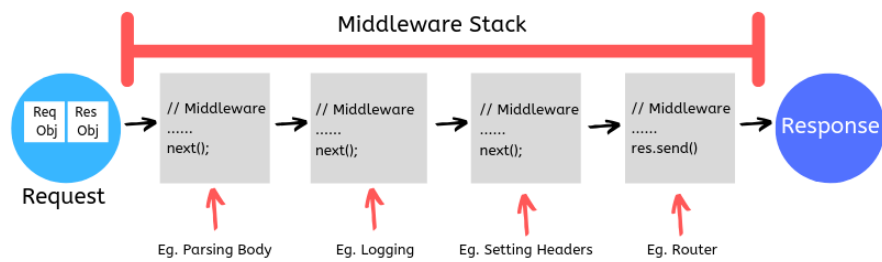 Middleware Stack
Req
Obj
Res
Obj
Request
// Middleware
......
next();
// Middleware
......
next();
// Middleware
......
next();
// Middleware
......
res.send()
Response
Eg. Parsing Body
Eg. Logging
Eg. Setting Headers
Eg. Router